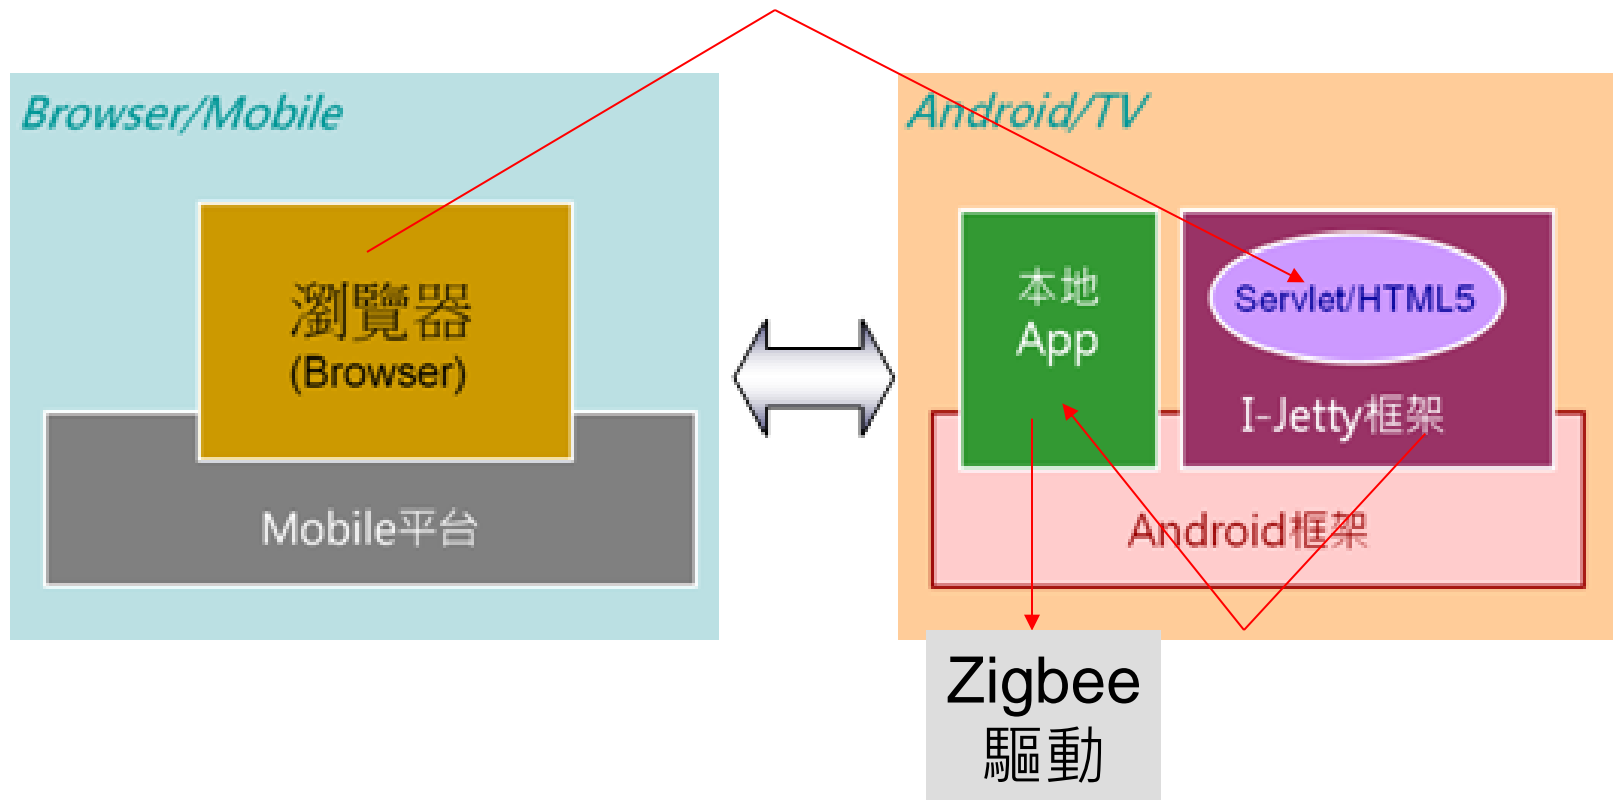 Browser/Mobile
瀏覽器
(Browser)
Mobile平台
Android/TV
本地
App
Servlet/HTML5
I-Jetty框架
Android框架
Zigbee
驅動